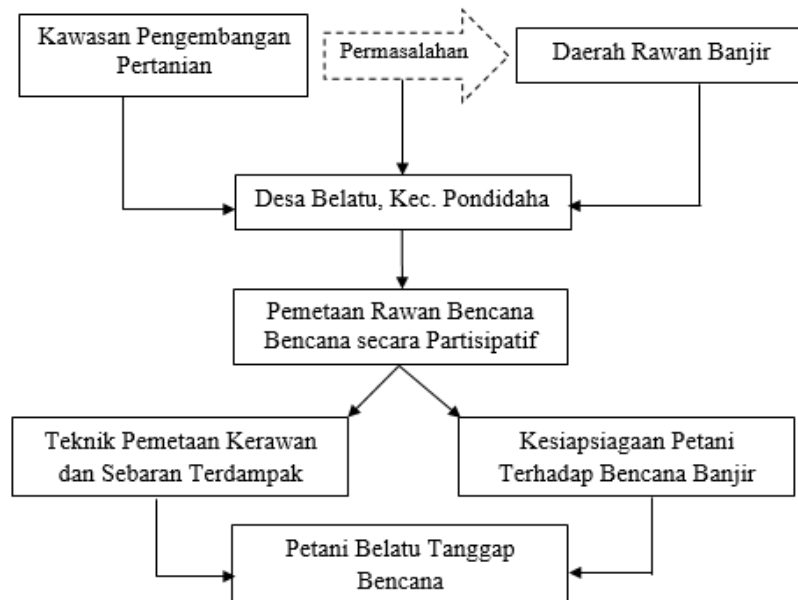 Kawasan Pengembangan
Pertanian
Permasalahan
Daerah Rawan Banjir
Desa Belatu, Kec. Pondidaha
Pemetaan Rawan Bencana
Bencana secara Partisipatif
Teknik Pemetaan Kerawan
dan Sebaran Terdampak
Kesiapsiagaan Petani
Terhadap Bencana Banjir
Petani Belatu Tanggap
Bencana